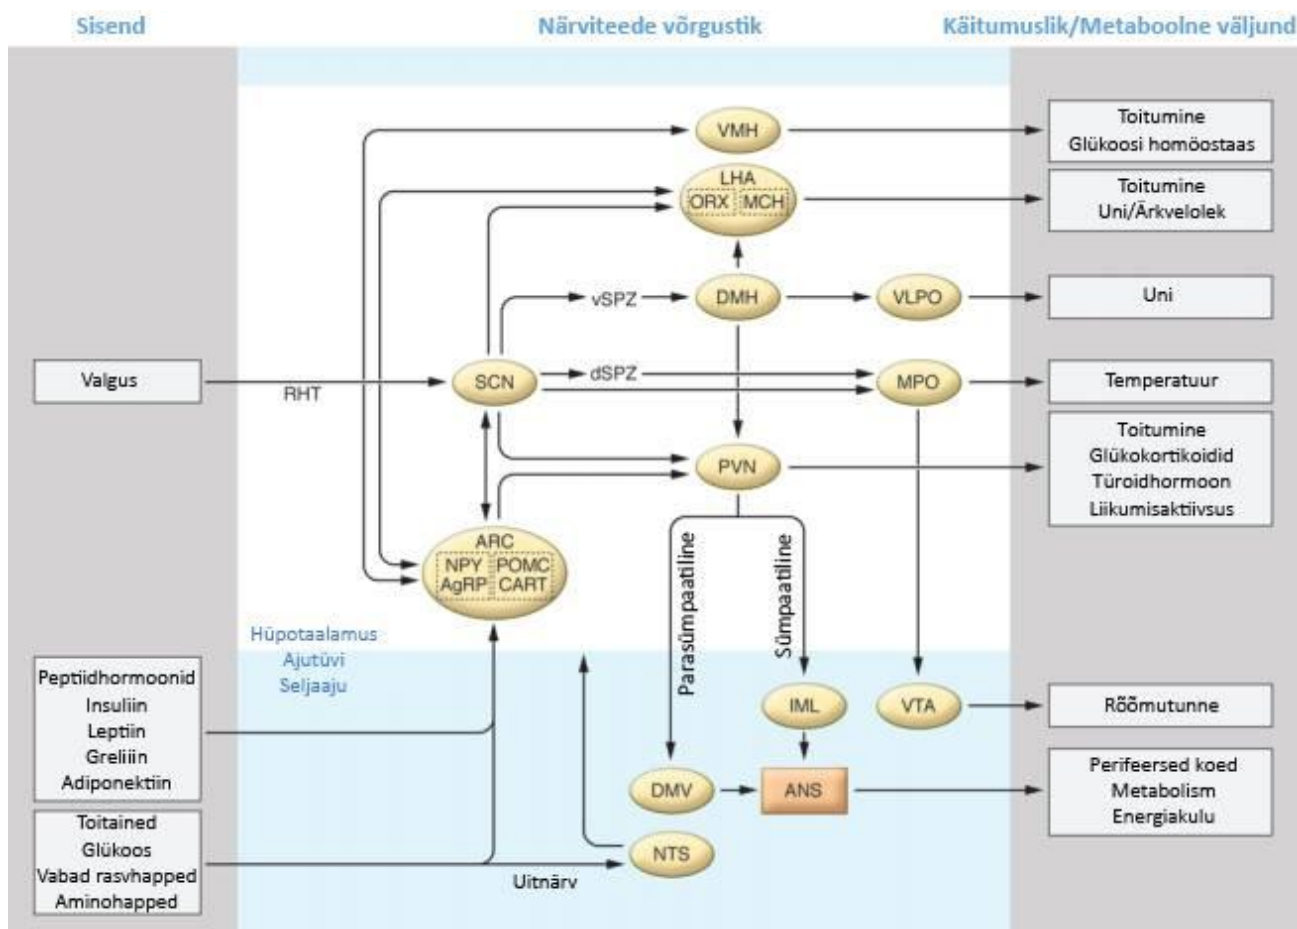 Sisend
Närviteede võrgustik
Käitumuslik/Metaboolne väljund
VMH
Toitumine
Glükoosi homöostaas
LHA
ORX MCH
Toitumine
Uni/Ärkvelolek
vSPZ
DMH
VLPO
Uni
Valgus
RHT
SCN
dSPZ
MPO
Temperatuur
PVN
Toitumine
Glükokortikoidid
Türoidhormoon
Liikumisaktiivsus
ARC
NPY POMC
AgRP CART
Parasümpaatiline
Sümpaatiline
Hüpotaalamus
Ajutüvi
Seljaaju
Peptiidhormoonid
Insuliin
Leptiin
Greliiin
Adiponektiin
IML
VTA
Rõõmutunne
DMV
ANS
Perifeersed koed
Metabolism
Energiakulu
Toitained
Glükoos
Vabad rasvhapped
Aminohapped
Uitnärv
NTS